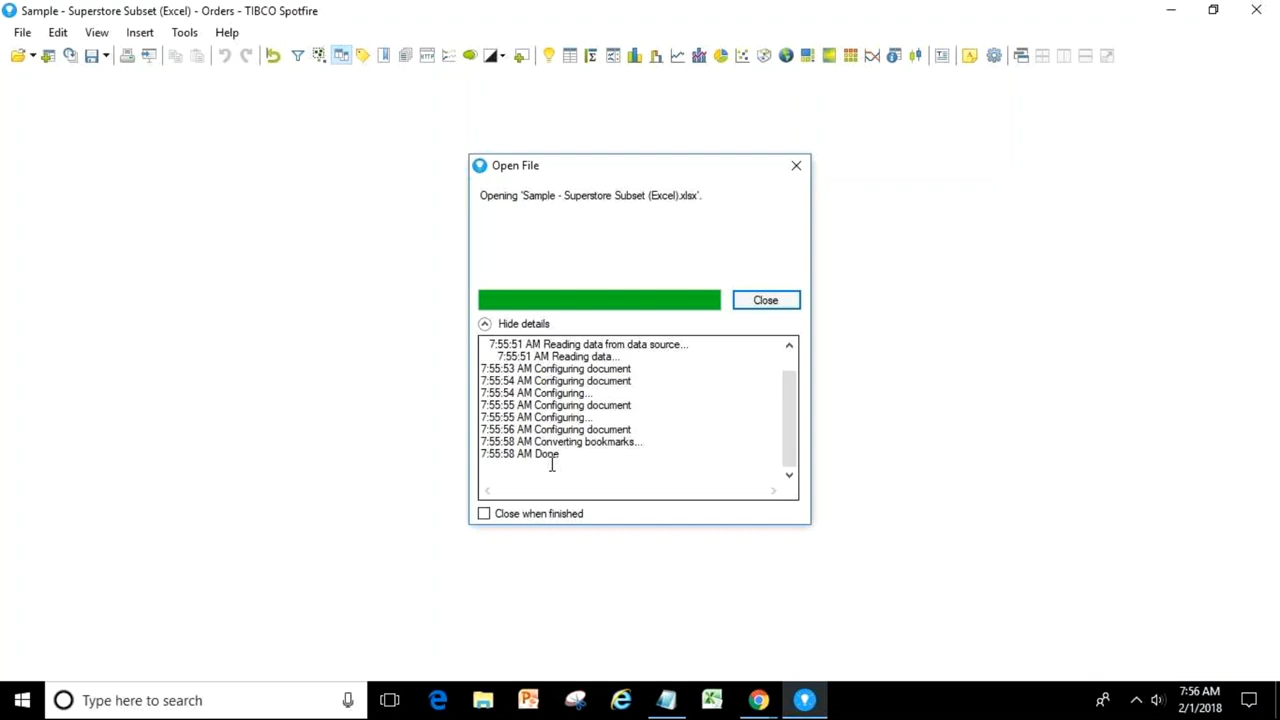 Sample - Superstore Subset (Excel) - Orders - TIBCO Spotfire
File Edit View Insert Tools Help
Open File
Opening 'Sample - Superstore Subset (Excel).xlsx'.
Close
Hide details
7:55:51 AM Reading data from data source...
7:55:51 AM Reading data...
7:55:53 AM Configuring document
7:55:54 AM Configuring document
7:55:54 AM Configuring...
7:55:55 AM Configuring document
7:55:55 AM Configuring...
7:55:56 AM Configuring document
7:55:58 AM Converting bookmarks...
7:55:58 AM Done
Close when finished
Type here to search
7:56 AM
2/1/2018